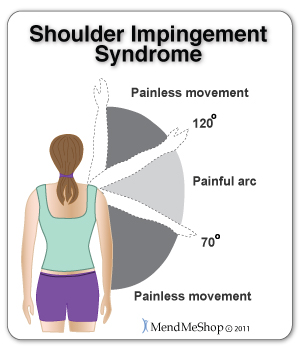 Shoulder Impingement
Syndrome
Painless movement
120°
Painful arc
70°
Painless movement
MendMeShop © 2011